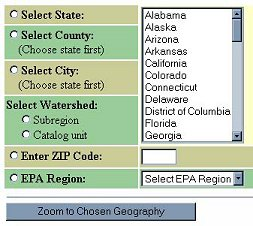 Select State:
Alabama
Alaska
Arizona
Arkansas
California
Colorado
Connecticut
Delaware
District of Columbia
Florida
Georgia
Select County:
(Choose state first)
Select City:
(Choose state first)
Select Watershed:
Subregion
Catalog unit
Enter ZIP Code:
EPA Region:
Select EPA Region
Zoom to Chosen Geography